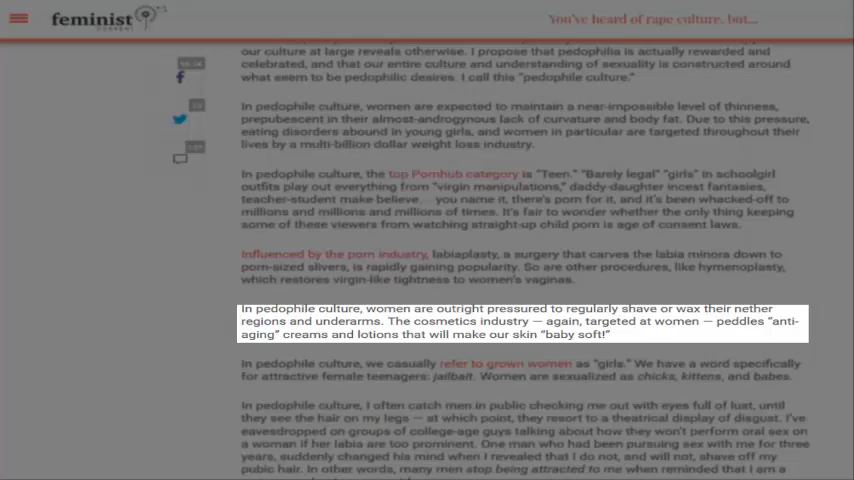 feminist
CURRENT
You've heard of rape culture, but...
our culture at large reveals otherwise. I propose that pedophilia is actually rewarded and
celebrated, and that our entire culture and understanding of sexuality is constructed around
what seem to be pedophilic desires. I call this "pedophile culture."
In pedophile culture, women are expected to maintain a near-impossible level of thinness,
prepubescent in their almost-androgynous lack of curvature and body fat. Due to this pressure,
eating disorders abound in young girls, and women in particular are targeted throughout their
lives by a multi-billion dollar weight loss industry.
In pedophile culture, the top Pornhub category is "Teen." "Barely legal" "girls" in schoolgirl
outfits play out everything from "virgin manipulations," daddy-daughter incest fantasies,
teacher-student make-believe... you name it, there's porn for it, and it's been whacked-off to
millions and millions and millions of times. It's fair to wonder whether the only thing keeping
some of these viewers from watching straight-up child porn is age of consent laws.
Influenced by the porn industry, labiaplasty, a surgery that carves the labia minora down to
porn-sized slivers, is rapidly gaining popularity. So are other procedures, like hymenoplasty,
which restores virgin-like tightness to women's vaginas.
In pedophile culture, women are outright pressured to regularly shave or wax their nether
regions and underarms. The cosmetics industry — again, targeted at women — peddles "anti-
aging" creams and lotions that will make our skin "baby soft!"
In pedophile culture, we casually refer to grown women as "girls." We have a word specifically
for attractive female teenagers: jailbait. Women are sexualized as chicks, kittens, and babes.
In pedophile culture, I often catch men in public checking me out with eyes full of lust, until
they see the hair on my legs — at which point, they resort to a theatrical display of disgust. I've
eavesdropped on groups of college-age guys talking about how they won't perform oral sex on
a woman if her labia are too prominent. One man who had been pursuing sex with me for three
years, suddenly changed his mind when I revealed that I do not, and will not, shave off my
pubic hair. In other words, many men stop being attracted to me when reminded that I am a